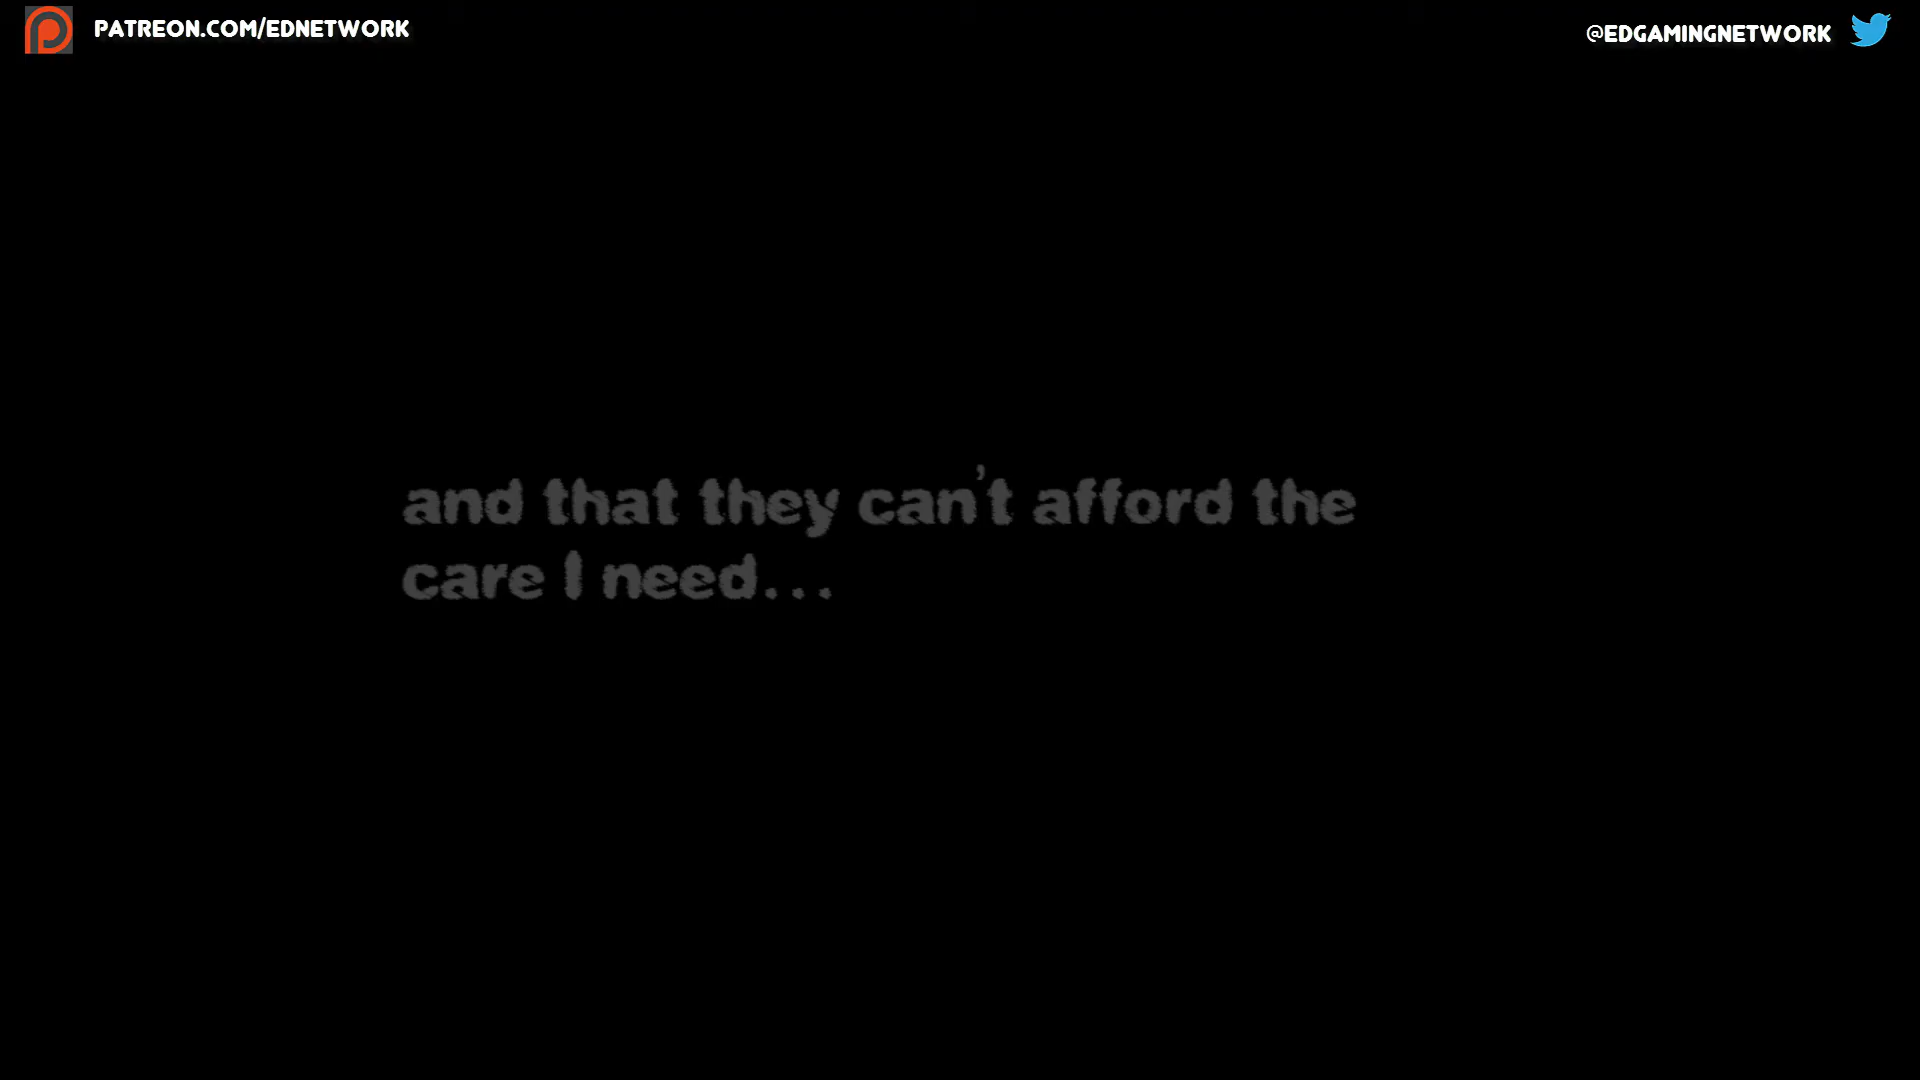 PATREON.COM/EDNETWORK
@EDGAMINGNETWORK
and that they can't afford the
care I need...